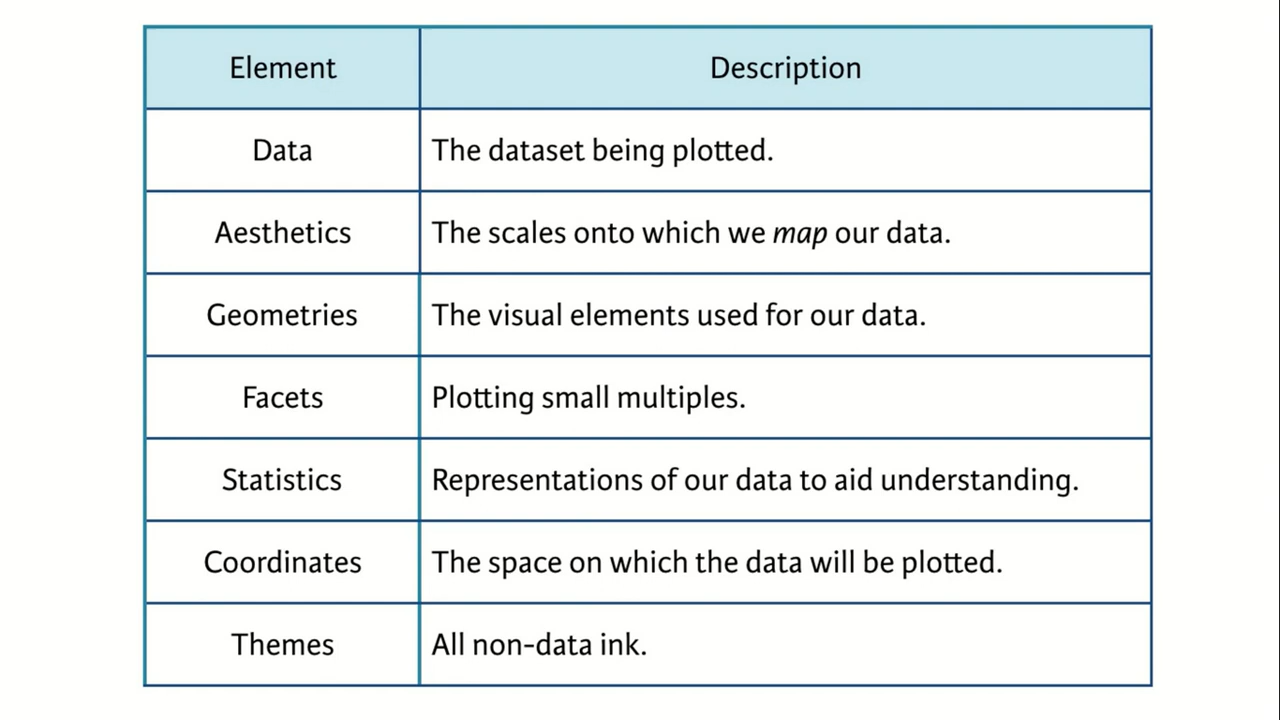 Element Description
Data The dataset being plotted.
Aesthetics The scales onto which we map our data.
Geometries The visual elements used for our data.
Facets Plotting small multiples.
Statistics Representations of our data to aid understanding.
Coordinates The space on which the data will be plotted.
Themes All non-data ink.